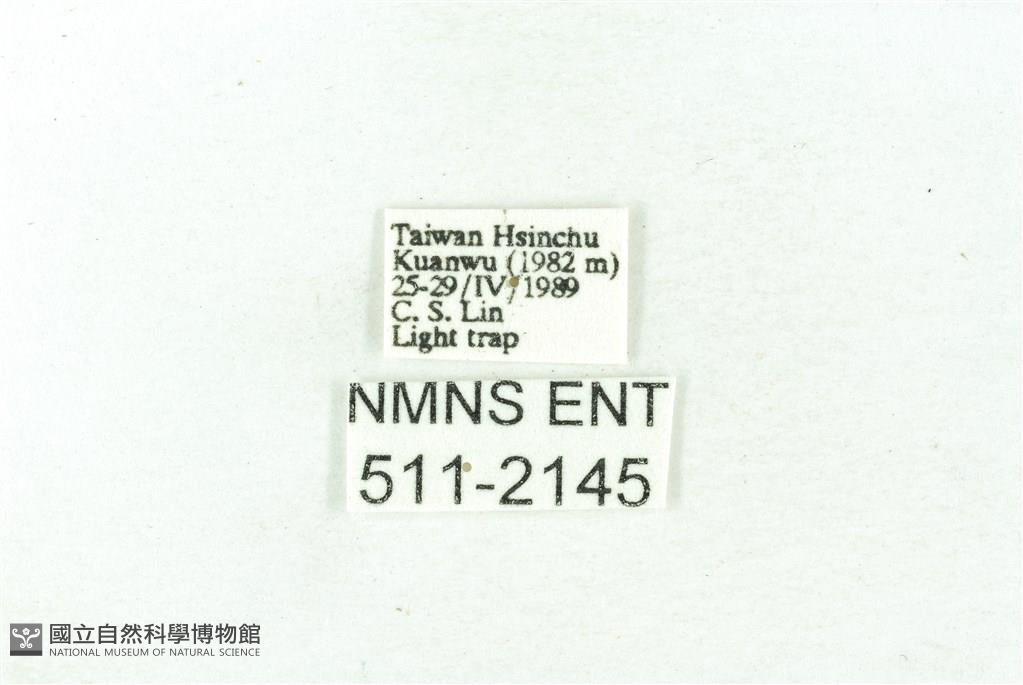 Taiwan Hsinchu
Kuanwu (1982 m)
25-29/IV/1989
C. S. Lin
Light trap
NMNS ENT
511-2145
國立自然科學博物館
NATIONAL MUSEUM OF NATURAL SCIENCE